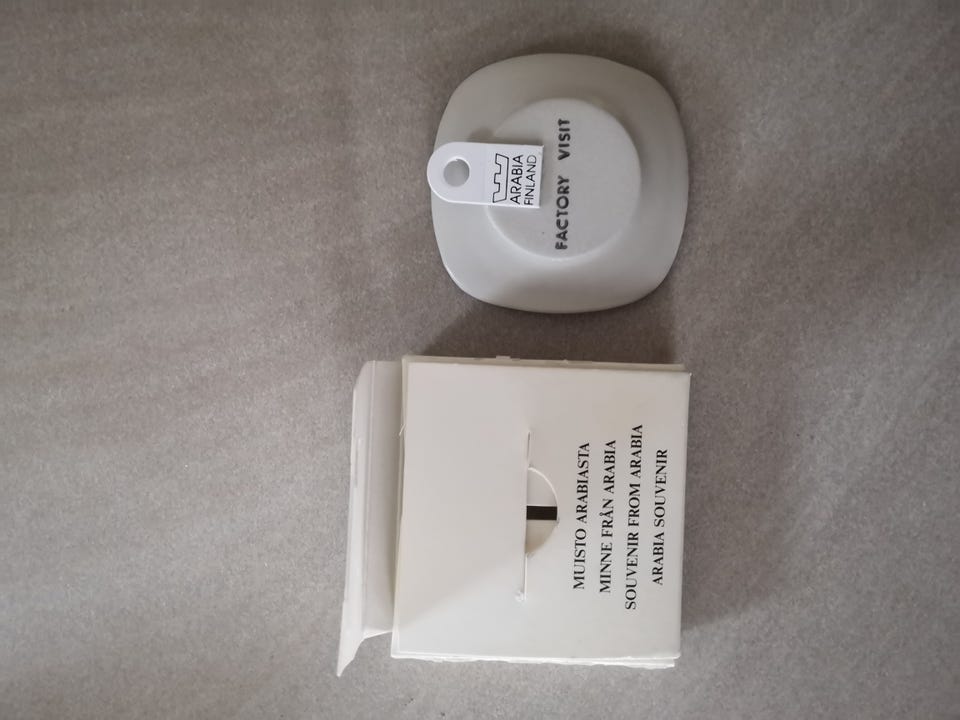 ARABIA
FINLAND
FACTORY VISIT
MUISTO ARABIASTA
MINNE FRÅN ARABIA
SOUVENIR FROM ARABIA
ARABIA SOUVENIR